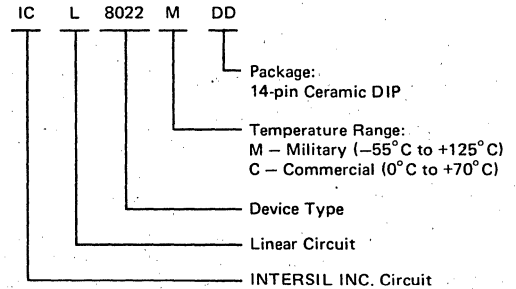 IC L 8022 M DD
Package:
14-pin Ceramic DIP
Temperature Range:
M — Military (−55°C to +125°C)
C — Commercial (0°C to +70°C)
Device Type
Linear Circuit
INTERSIL INC. Circuit